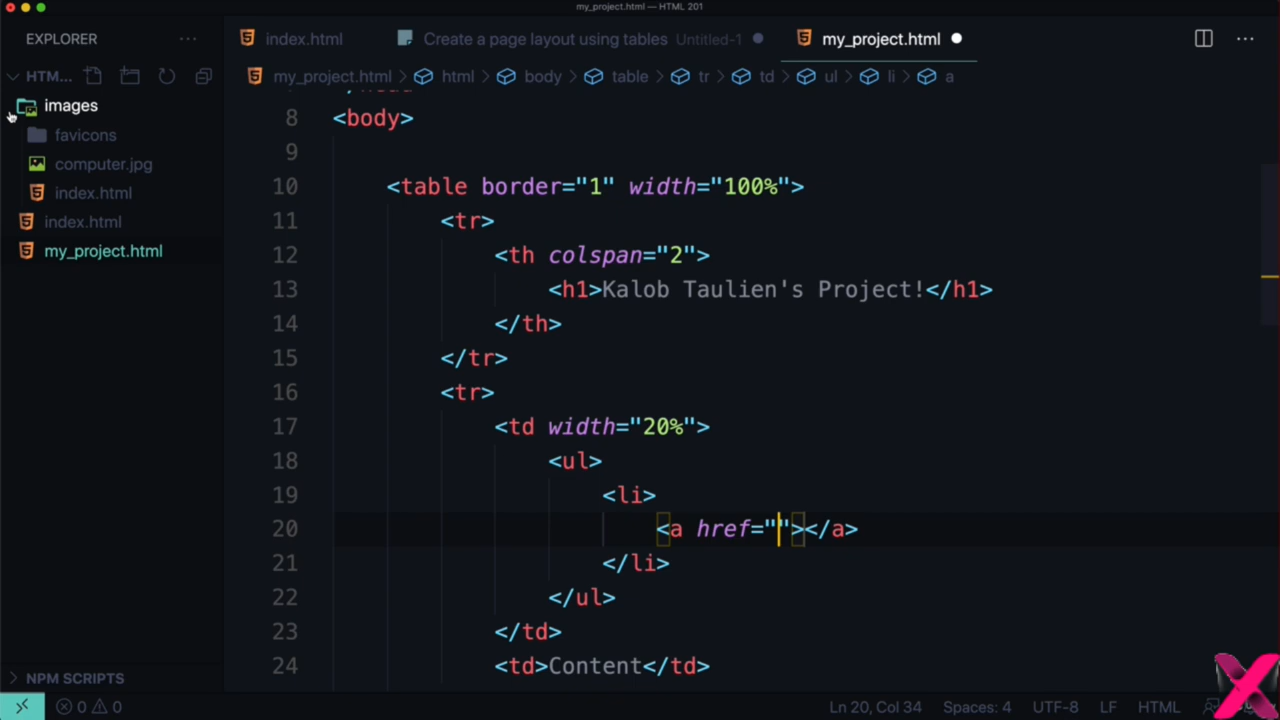 my_project.html — HTML 201
EXPLORER ...
index.html Create a page layout using tables Untitled-1 my_project.html ...
HTM... my_project.html > html > body > table > tr > td > ul > li > a
images
favicons
computer.jpg
index.html
index.html
my_project.html
8 <body>
9
10 <table border="1" width="100%">
11 <tr>
12 <th colspan="2">
13 <h1>Kalob Taulien's Project!</h1>
14 </th>
15 </tr>
16 <tr>
17 <td width="20%">
18 <ul>
19 <li>
20 <a href=""></a>
21 </li>
22 </ul>
23 </td>
24 <td>Content</td>
NPM SCRIPTS
0 0 Ln 20, Col 34 Spaces: 4 UTF-8 LF HTML